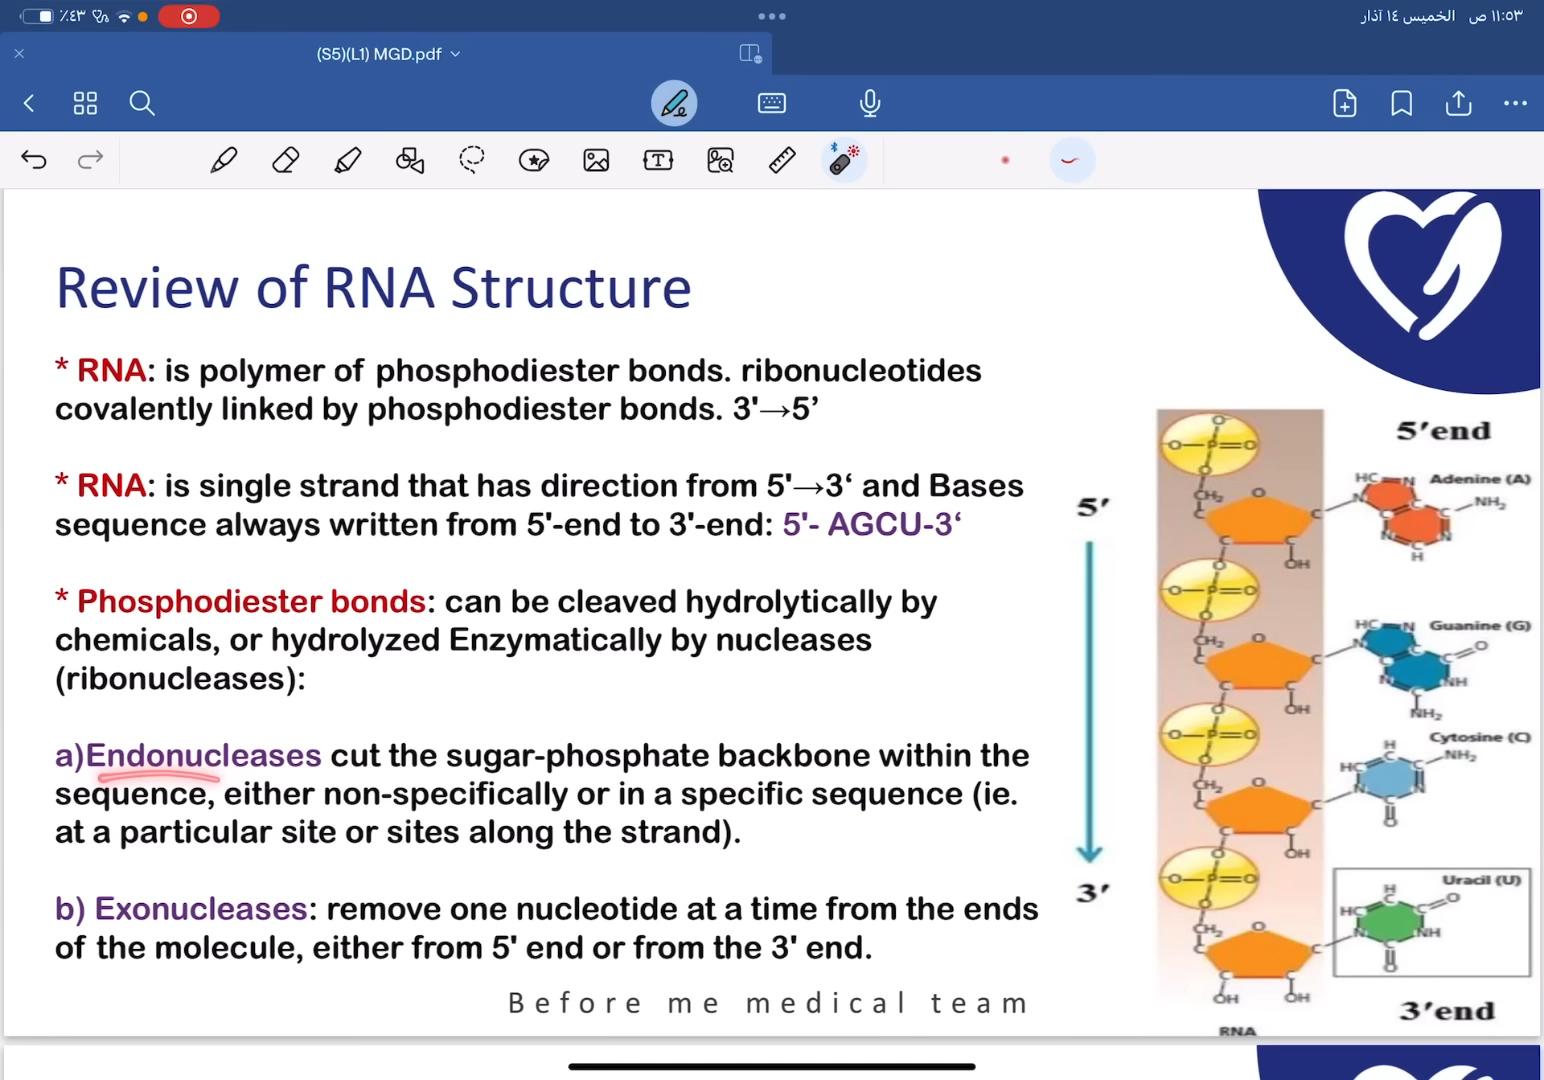 ٪٤٣
١١:٥٣ ص الخميس ١٤ آذار
(S5)(L1) MGD.pdf
Review of RNA Structure
* RNA: is polymer of phosphodiester bonds. ribonucleotides
covalently linked by phosphodiester bonds. 3'→5’
* RNA: is single strand that has direction from 5'→3‘ and Bases
sequence always written from 5'-end to 3'-end: 5'- AGCU-3‘
* Phosphodiester bonds: can be cleaved hydrolytically by
chemicals, or hydrolyzed Enzymatically by nucleases
(ribonucleases):
a)Endonucleases cut the sugar-phosphate backbone within the
sequence, either non-specifically or in a specific sequence (ie.
at a particular site or sites along the strand).
b) Exonucleases: remove one nucleotide at a time from the ends
of the molecule, either from 5' end or from the 3' end.
Before me medical team
5′end
5′
Adenine (A)
NH₂
Guanine (G)
NH₂
Cytosine (C)
NH₂
Uracil (U)
3′
3′end
RNA